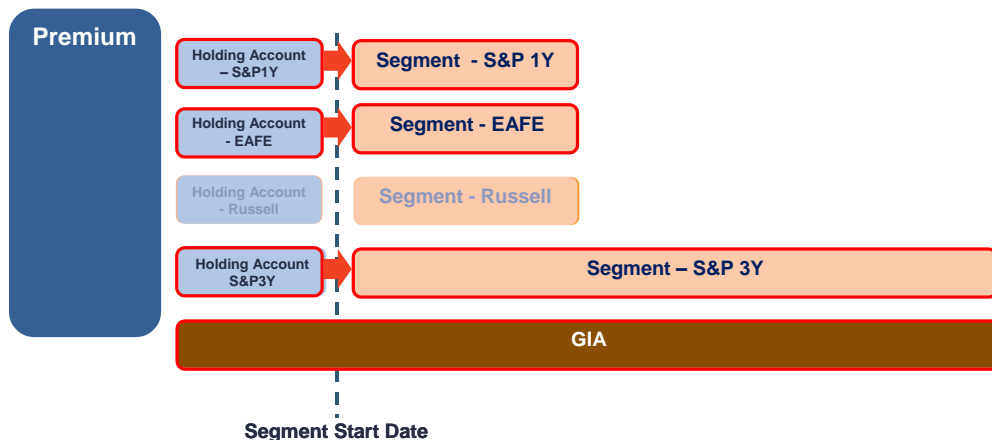 Premium
Holding Account
– S&P1Y
Segment - S&P 1Y
Holding Account
- EAFE
Segment - EAFE
Holding Account
- Russell
Segment - Russell
Holding Account
S&P3Y
Segment – S&P 3Y
GIA
Segment Start Date